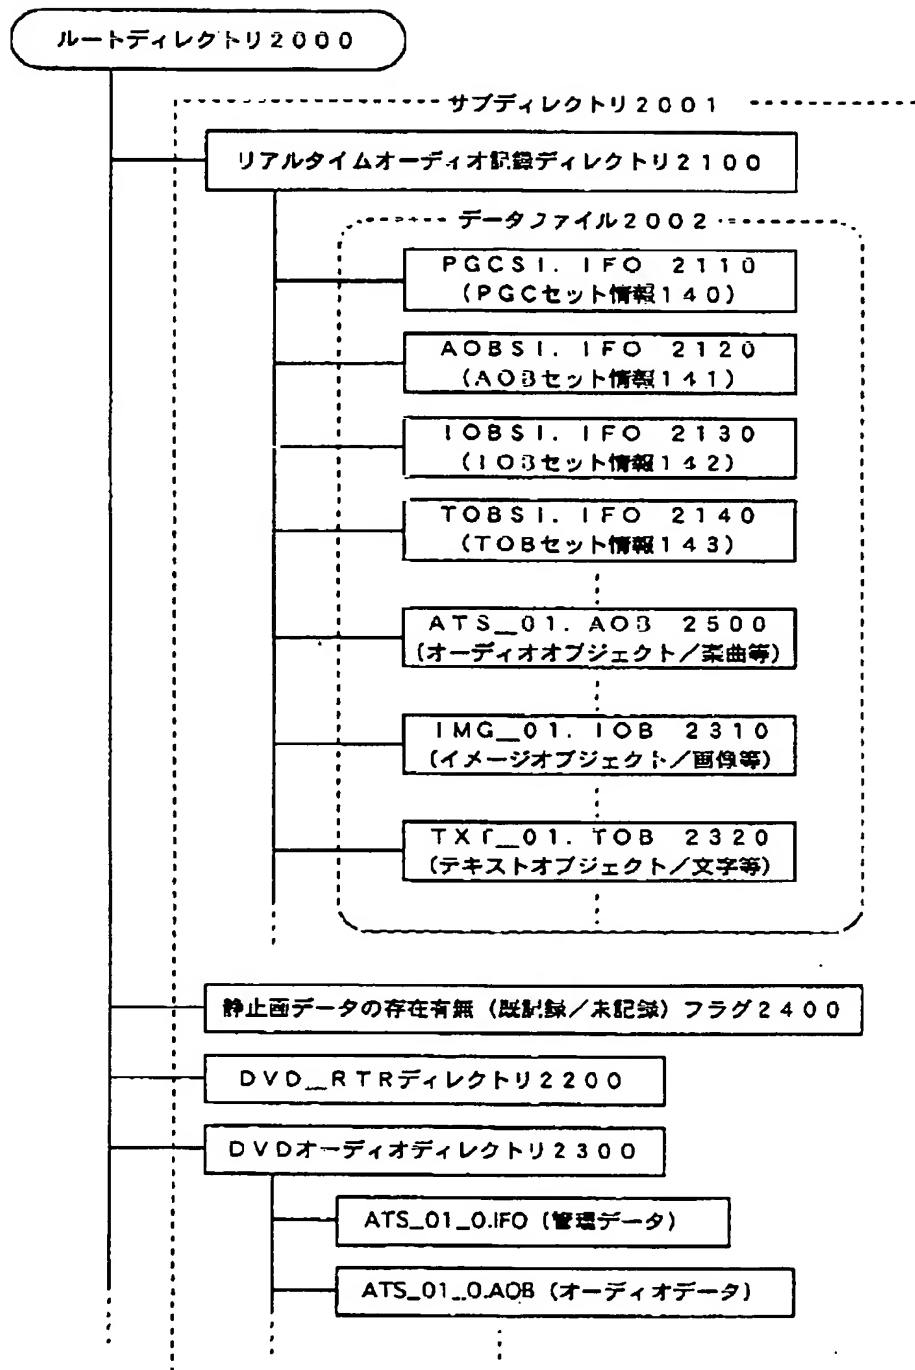 ルートディレクトリ2000
サブディレクトリ2001
リアルタイムオーディオ記録ディレクトリ2100
データファイル2002
PGCSI. IFO 2110
(PGCセット情報140)
AOBSI. IFO 2120
(AOBセット情報141)
IOBSI. IFO 2130
(IOBセット情報142)
TOBSI. IFO 2140
(TOBセット情報143)
ATS_01. AOB 2500
(オーディオオブジェクト/楽曲等)
IMG_01. IOB 2310
(イメージオブジェクト/画像等)
TXT_01. TOB 2320
(テキストオブジェクト/文字等)
静止画データの存在有無(既記録/未記録)フラグ2400
DVD_RTRディレクトリ2200
DVDオーディオディレクトリ2300
ATS_01_0.IFO(管理データ)
ATS_01_0.AOB(オーディオデータ)